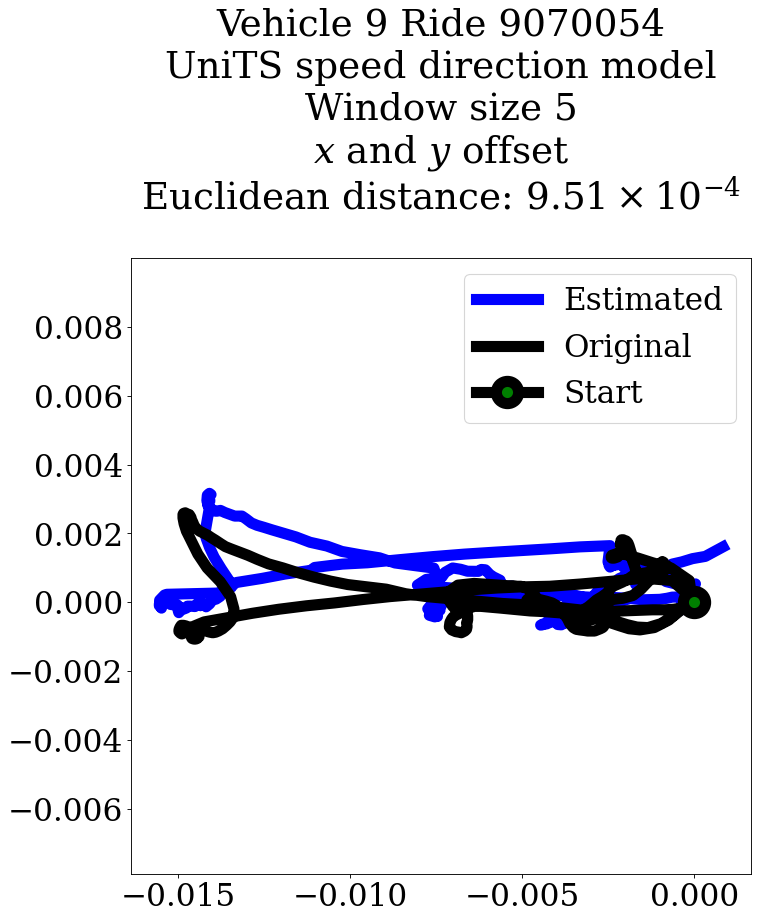 Vehicle 9 Ride 9070054
UniTS speed direction model
Window size 5
x and y offset
Euclidean distance: 9.51 × 10⁻⁴
Estimated
Original
Start
0.008
0.006
0.004
0.002
0.000
−0.002
−0.004
−0.006
−0.015 −0.010 −0.005 0.000